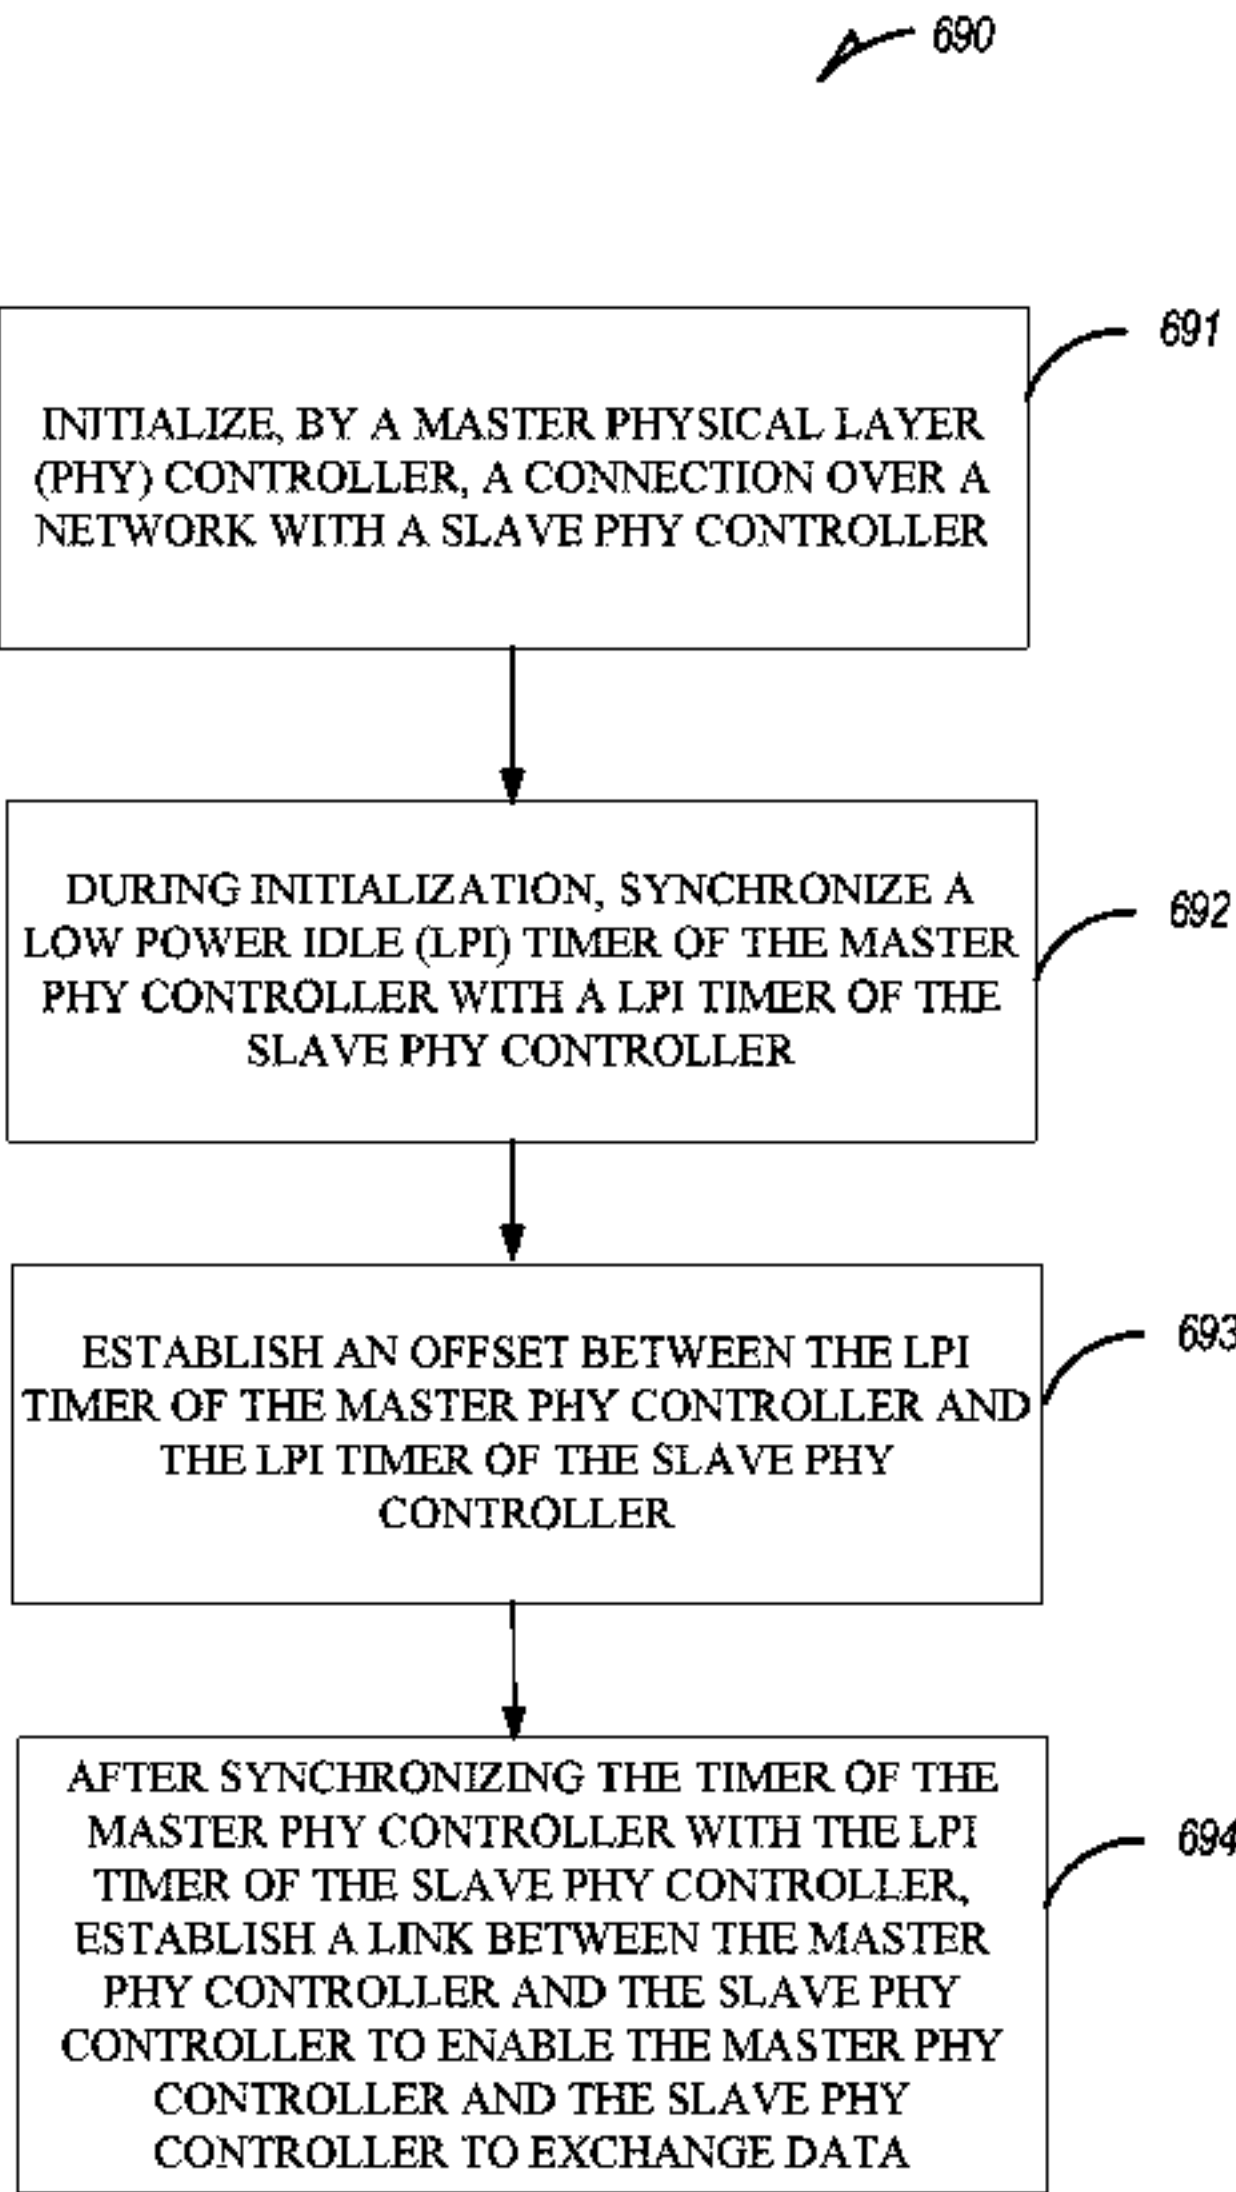 690
691
INITIALIZE, BY A MASTER PHYSICAL LAYER
(PHY) CONTROLLER, A CONNECTION OVER A
NETWORK WITH A SLAVE PHY CONTROLLER
692
DURING INITIALIZATION, SYNCHRONIZE A
LOW POWER IDLE (LPI) TIMER OF THE MASTER
PHY CONTROLLER WITH A LPI TIMER OF THE
SLAVE PHY CONTROLLER
693
ESTABLISH AN OFFSET BETWEEN THE LPI
TIMER OF THE MASTER PHY CONTROLLER AND
THE LPI TIMER OF THE SLAVE PHY
CONTROLLER
694
AFTER SYNCHRONIZING THE TIMER OF THE
MASTER PHY CONTROLLER WITH THE LPI
TIMER OF THE SLAVE PHY CONTROLLER,
ESTABLISH A LINK BETWEEN THE MASTER
PHY CONTROLLER AND THE SLAVE PHY
CONTROLLER TO ENABLE THE MASTER PHY
CONTROLLER AND THE SLAVE PHY
CONTROLLER TO EXCHANGE DATA